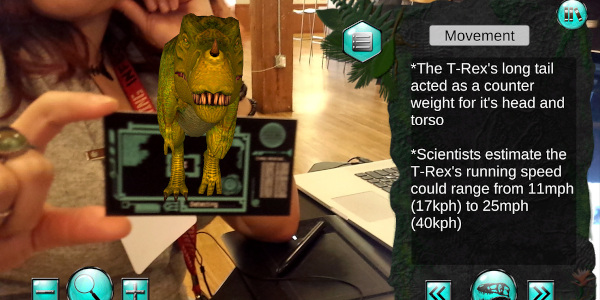 Movement
*The T-Rex's long tail
acted as a counter
weight for it's head and
torso
*Scientists estimate the
T-Rex's running speed
could range from 11mph
(17kph) to 25mph
(40kph)
Detecting